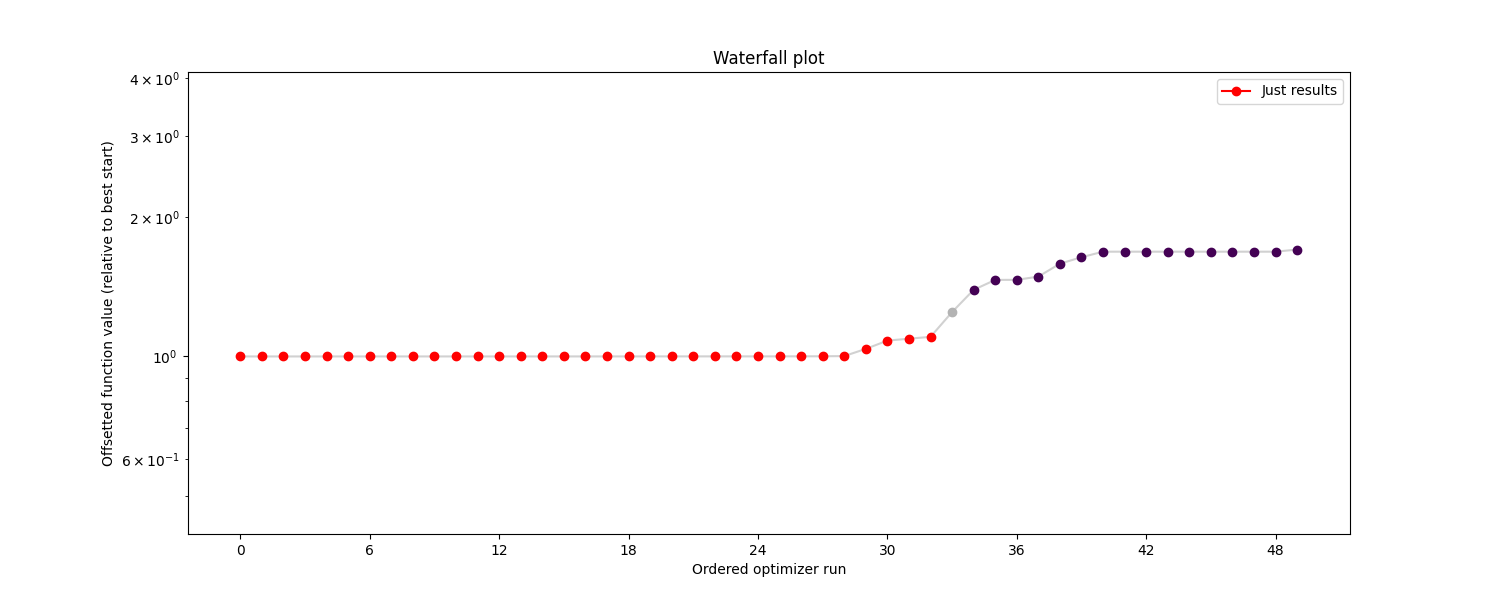 Waterfall plot
Just results
Offsetted function value (relative to best start)
4 × 10⁰
3 × 10⁰
2 × 10⁰
10⁰
6 × 10⁻¹
0 6 12 18 24 30 36 42 48
Ordered optimizer run